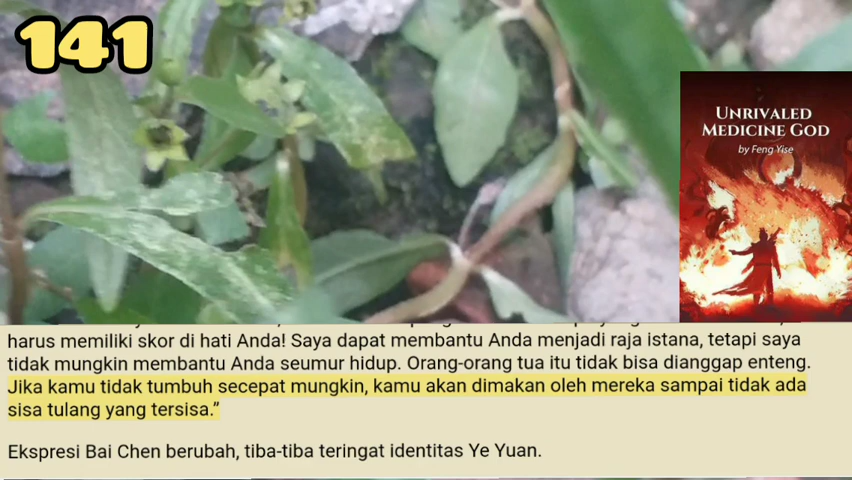 141
UNRIVALED
MEDICINE GOD
by Feng Yise
harus memiliki skor di hati Anda! Saya dapat membantu Anda menjadi raja istana, tetapi saya
tidak mungkin membantu Anda seumur hidup. Orang-orang tua itu tidak bisa dianggap enteng.
Jika kamu tidak tumbuh secepat mungkin, kamu akan dimakan oleh mereka sampai tidak ada
sisa tulang yang tersisa.”
Ekspresi Bai Chen berubah, tiba-tiba teringat identitas Ye Yuan.